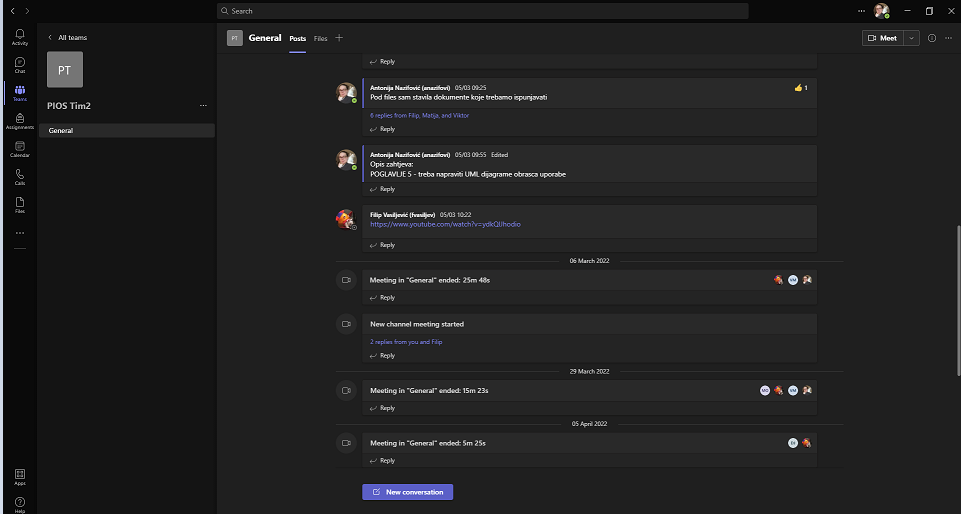 Search
Activity
Chat
Teams
Assignments
Calendar
Calls
Files
Apps
Help
All teams
PT
PIOS Tim2
General
PT General Posts Files
Meet
Reply
Antonija Nazifović (anazifovi) 05/03 09:25
1
Pod files sam stavila dokumente koje trebamo ispunjavati
6 replies from Filip, Matija, and Viktor
Reply
Antonija Nazifović (anazifovi) 05/03 09:55 Edited
Opis zahtjeva:
POGLAVLJE 5 - treba napraviti UML dijagrame obrasca uporabe
Reply
Filip Vasiljević (fvasiljev) 05/03 10:22
https://www.youtube.com/watch?v=ydkQlJhodio
Reply
06 March 2022
Meeting in "General" ended: 25m 48s
VM
Reply
New channel meeting started
2 replies from you and Filip
Reply
29 March 2022
Meeting in "General" ended: 15m 23s
MO VM
Reply
05 April 2022
Meeting in "General" ended: 5m 25s
Reply
New conversation